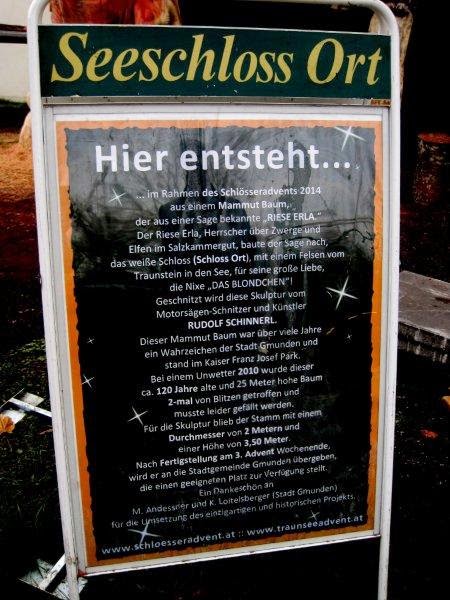 Seeschloss Ort
Hier entsteht...
... im Rahmen des Schlösseradvents 2014
aus einem Mammut Baum,
der aus einer Sage bekannte „RIESE ERLA."
Der Riese Erla, Herrscher über Zwerge und
Elfen im Salzkammergut, baute der Sage nach,
das weiße Schloss (Schloss Ort), mit einem Felsen vom
Traunstein in den See, für seine große Liebe,
die Nixe „DAS BLONDCHEN"!
Geschnitzt wird diese Skulptur vom
Motorsägen-Schnitzer und Künstler
RUDOLF SCHINNERL.
Dieser Mammut Baum war über viele Jahre
ein Wahrzeichen der Stadt Gmunden und
stand im Kaiser Franz Josef Park.
Bei einem Unwetter 2010 wurde dieser
ca. 120 Jahre alte und 25 Meter hohe Baum
2-mal von Blitzen getroffen und
musste leider gefällt werden.
Für die Skulptur blieb der Stamm mit einem
Durchmesser von 2 Metern und
einer Höhe von 3,50 Meter.
Nach Fertigstellung am 3. Advent Wochenende,
wird er an die Stadtgemeinde Gmunden übergeben,
die einen geeigneten Platz zur Verfügung stellt.
Ein Dankeschön an
M. Andessner und K. Loitelsberger (Stadt Gmunden)
für die Umsetzung des einzigartigen und historischen Projekts.
www.schloesseradvent.at :: www.traunseeadvent.at